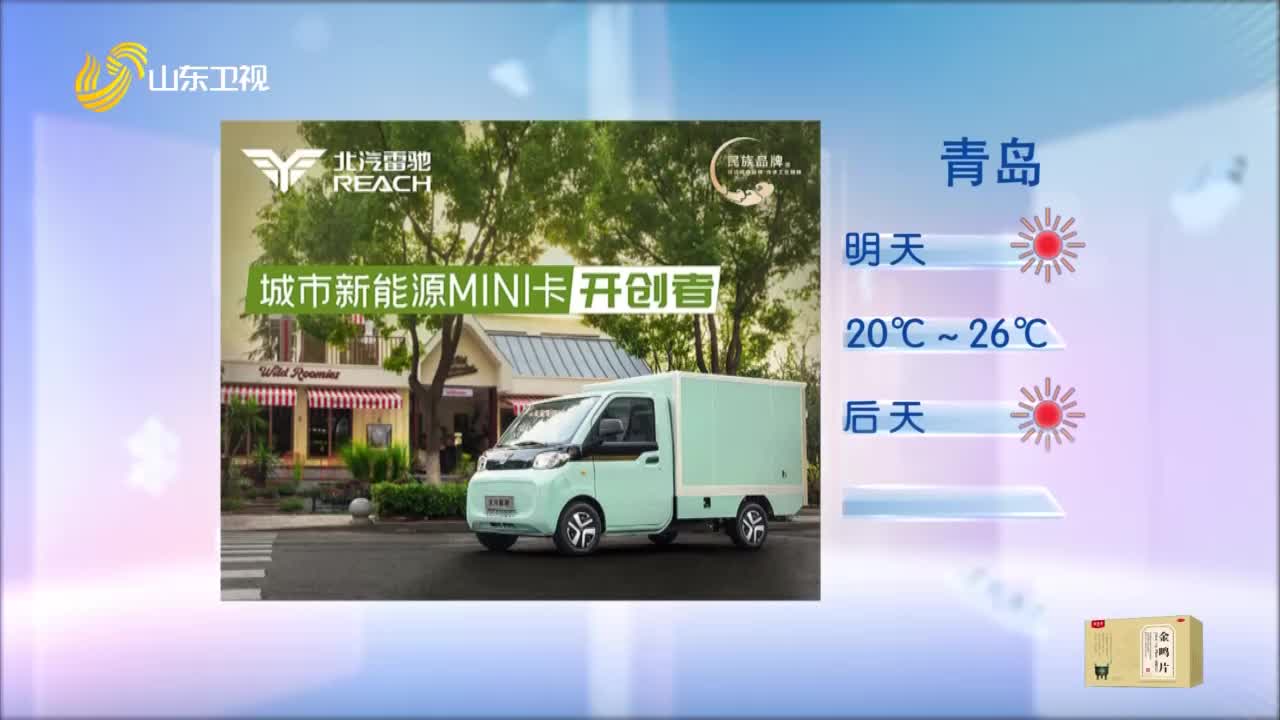 山东卫视
北汽雷驰
REACH
民族品牌
城市新能源MINI卡开创者
Wild Roomies
青岛
明天
20℃~26℃
后天
金鸣片